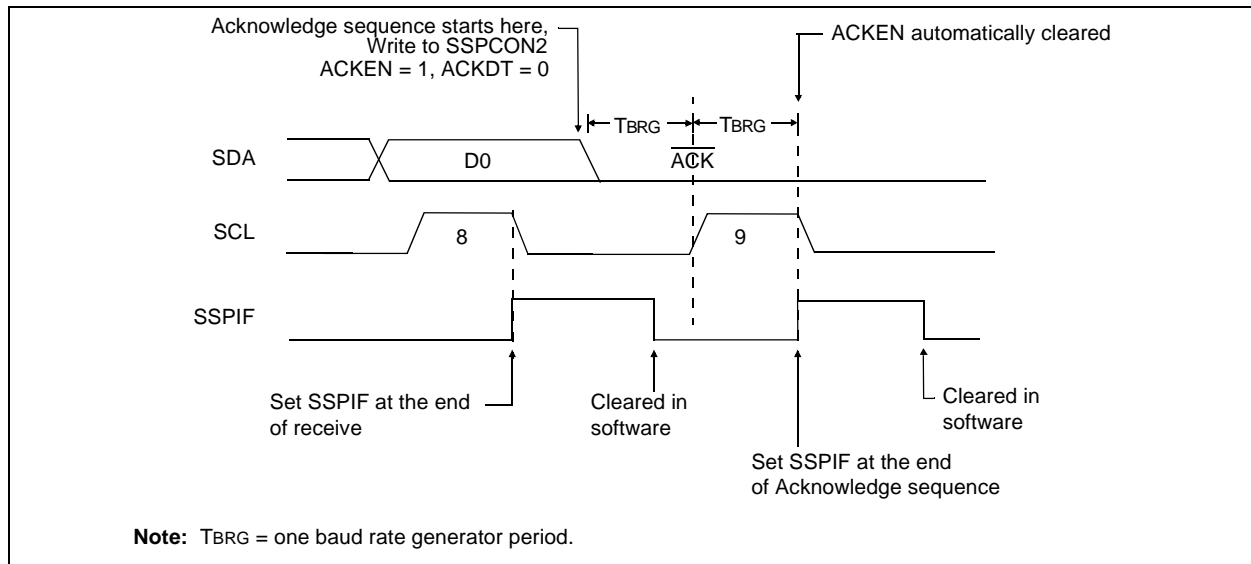 Acknowledge sequence starts here,
Write to SSPCON2
ACKEN = 1, ACKDT = 0
ACKEN automatically cleared
TBRG
TBRG
SDA
D0
ACK
SCL
8
9
SSPIF
Set SSPIF at the end
of receive
Cleared in
software
Set SSPIF at the end
of Acknowledge sequence
Cleared in
software
Note: TBRG = one baud rate generator period.